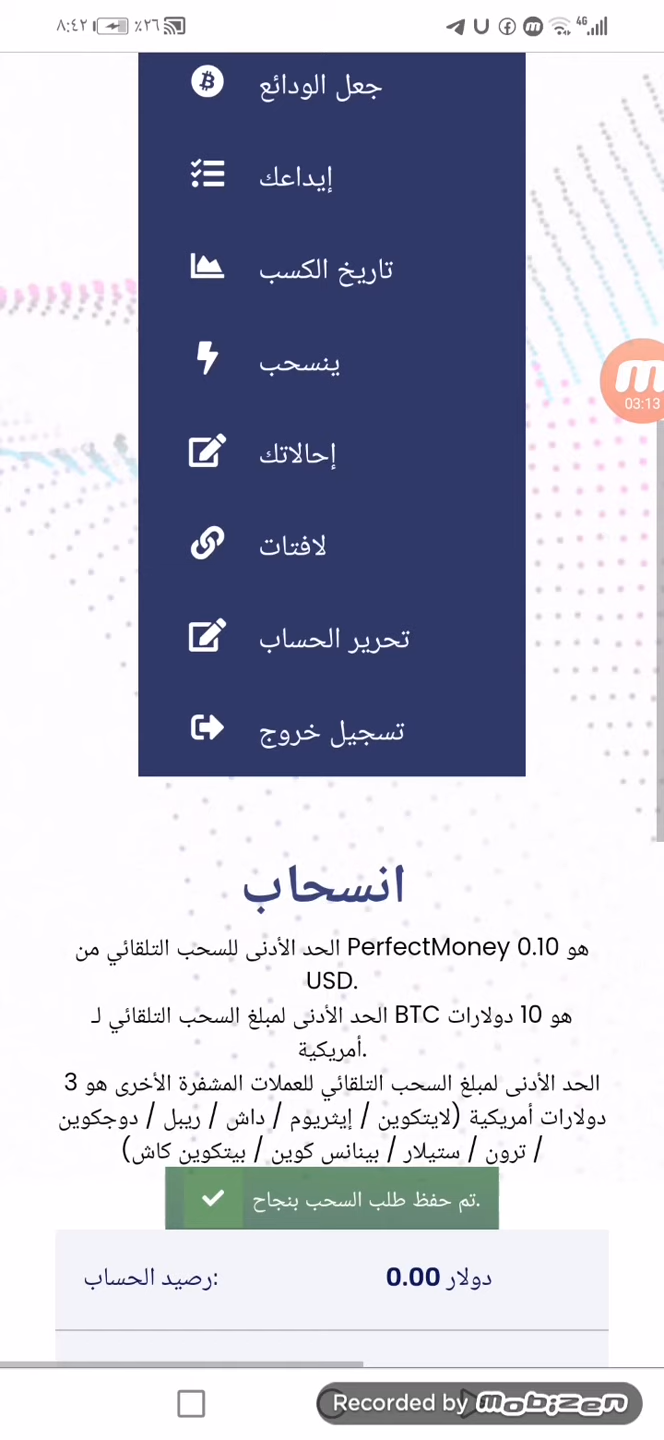 ٨:٤٢ ٪٢٦ 4G
جعل الودائع
إيداعك
تاريخ الكسب
ينسحب
03:13
إحالاتك
لافتات
تحرير الحساب
تسجيل خروج
انسحاب
هو 0.10 PerfectMoney الحد الأدنى للسحب التلقائي من
USD.
هو 10 دولارات BTC الحد الأدنى لمبلغ السحب التلقائي لـ
أمريكية.
الحد الأدنى لمبلغ السحب التلقائي للعملات المشفرة الأخرى هو 3
دولارات أمريكية (لايتكوين / إيثريوم / داش / ريبل / دوجكوين
/ ترون / ستيلار / بينانس كوين / بيتكوين كاش)
تم حفظ طلب السحب بنجاح.
رصيد الحساب: 0.00 دولار
Recorded by mobizen